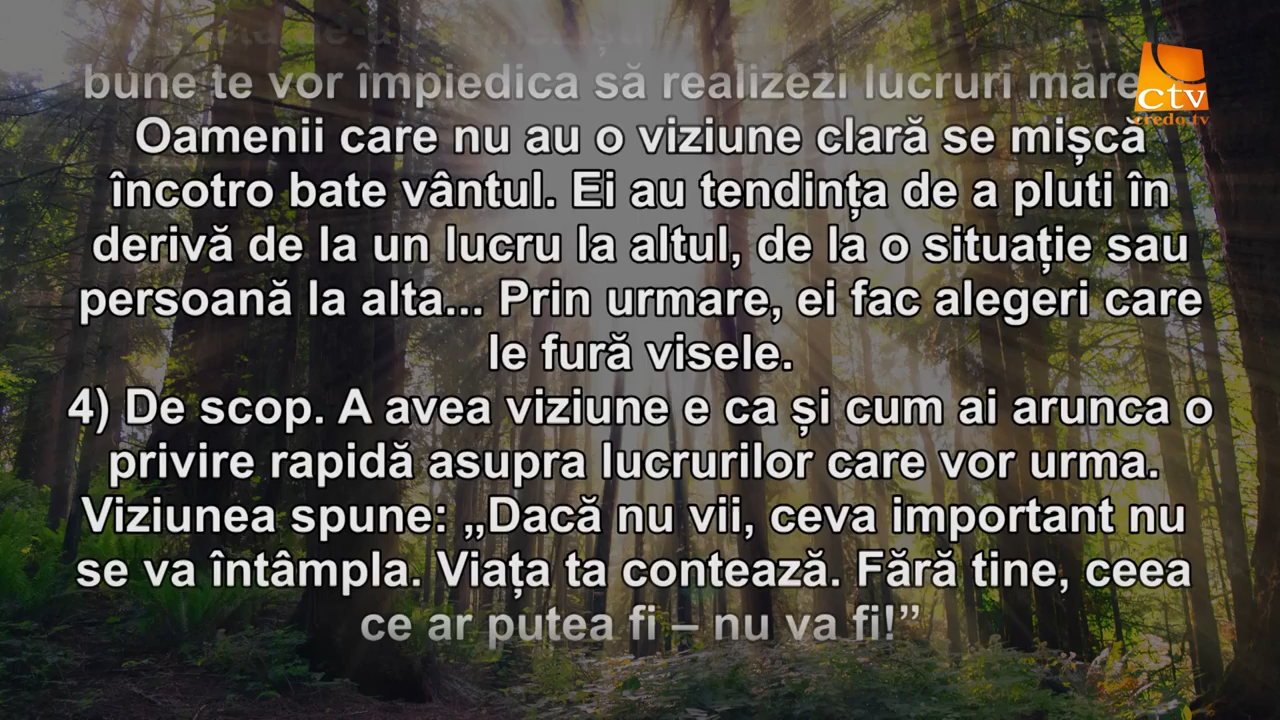 bune te vor împiedica să realizezi lucruri
Oamenii care nu au o viziune clară se mișcă
încotro bate vântul. Ei au tendința de a pluti în
derivă de la un lucru la altul, de la o situație sau
persoană la alta... Prin urmare, ei fac alegeri care
le fură visele.
4) De scop. A avea viziune e ca și cum ai arunca o
privire rapidă asupra lucrurilor care vor urma.
Viziunea spune: „Dacă nu vii, ceva important nu
se va întâmpla. Viața ta contează. Fără tine, ceea
ce ar putea fi – nu va fi!”
ctv
credo tv